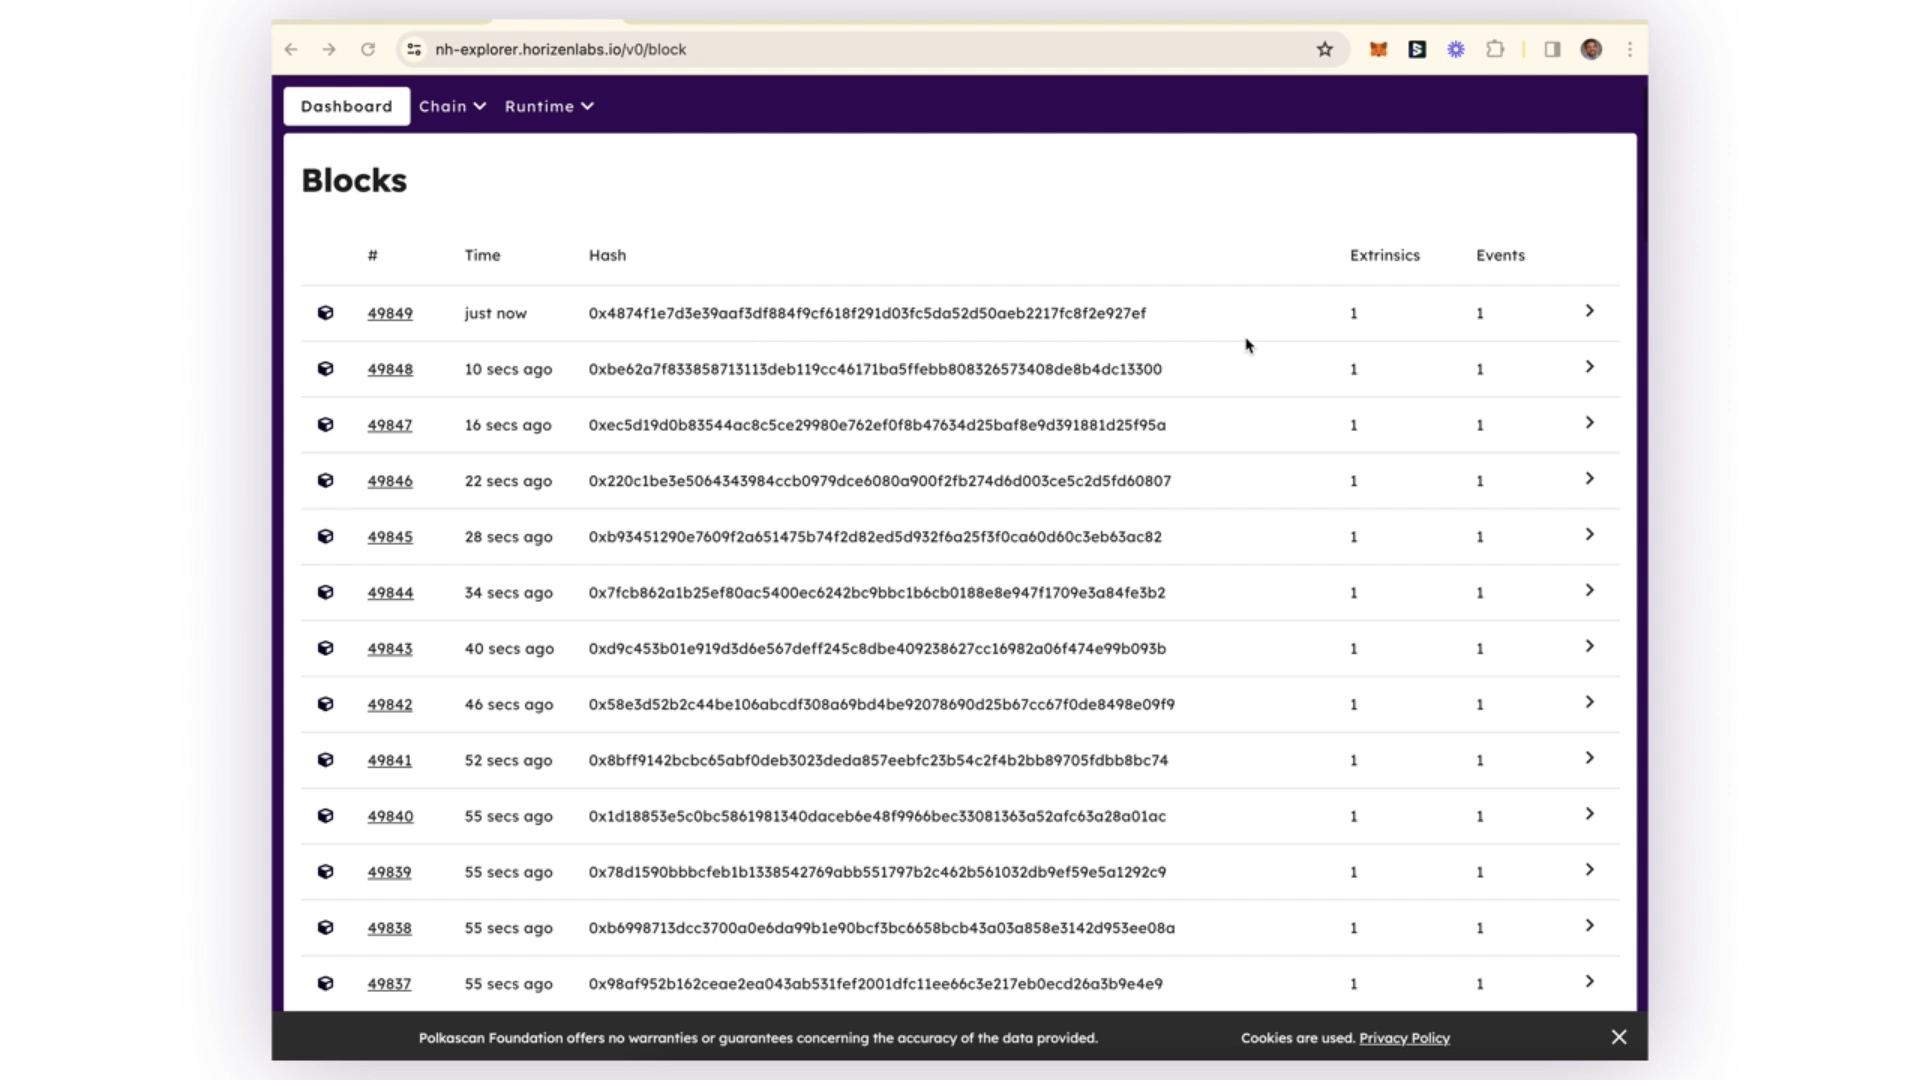 nh-explorer.horizenlabs.io/v0/block
Dashboard Chain Runtime
Blocks
# Time Hash Extrinsics Events
49849 just now 0x4874f1e7d3e39aaf3df884f9cf618f291d03fc5da52d50aeb2217fc8f2e927ef 1 1
49848 10 secs ago 0xbe62a7f833858713113deb119cc46171ba5ffebb808326573408de8b4dc13300 1 1
49847 16 secs ago 0xec5d19d0b83544ac8c5ce29980e762ef0f8b47634d25baf8e9d391881d25f95a 1 1
49846 22 secs ago 0x220c1be3e5064343984ccb0979dce6080a900f2fb274d6d003ce5c2d5fd60807 1 1
49845 28 secs ago 0xb93451290e7609f2a651475b74f2d82ed5d932f6a25f3f0ca60d60c3eb63ac82 1 1
49844 34 secs ago 0x7fcb862a1b25ef80ac5400ec6242bc9bbc1b6cb0188e8e947f1709e3a84fe3b2 1 1
49843 40 secs ago 0xd9c453b01e919d3d6e567deff245c8dbe409238627cc16982a06f474e99b093b 1 1
49842 46 secs ago 0x58e3d52b2c44be106abcdf308a69bd4be92078690d25b67cc67f0de8498e09f9 1 1
49841 52 secs ago 0x8bff9142bcbc65abf0deb3023deda857eebfc23b54c2f4b2bb89705fdbb8bc74 1 1
49840 55 secs ago 0x1d18853e5c0bc5861981340daceb6e48f9966bec33081363a52afc63a28a01ac 1 1
49839 55 secs ago 0x78d1590bbbcfeb1b1338542769abb551797b2c462b561032db9ef59e5a1292c9 1 1
49838 55 secs ago 0xb6998713dcc3700a0e6da99b1e90bcf3bc6658bcb43a03a858e3142d953ee08a 1 1
49837 55 secs ago 0x98af952b162ceae2ea043ab531fef2001dfc11ee66c3e217eb0ecd26a3b9e4e9 1 1
Polkascan Foundation offers no warranties or guarantees concerning the accuracy of the data provided. Cookies are used. Privacy Policy